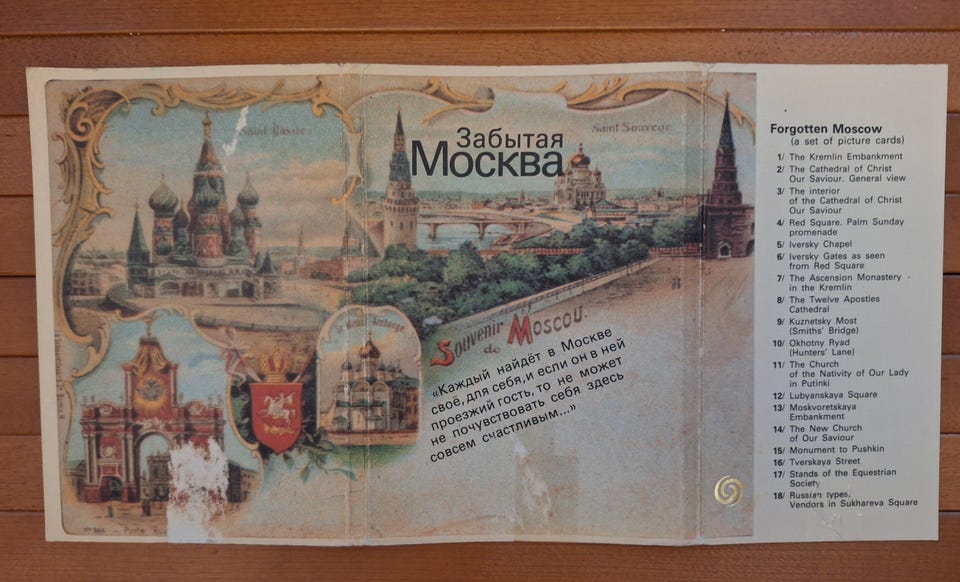 Saint Basile
Saint Sauveur
Забытая
Москва
St Michel Archange.
Souvenir
de Moscou.
«Каждый найдёт в Москве
своё, для себя, и если он в ней
проезжий гость, то не может
не почувствовать себя здесь
совсем счастливым...»
Porte
Forgotten Moscow
(a set of picture cards)
1/ The Kremlin Embankment
2/ The Cathedral of Christ
Our Saviour. General view
3/ The interior
of the Cathedral of Christ
Our Saviour
4/ Red Square. Palm Sunday
promenade
5/ Iversky Chapel
6/ Iversky Gates as seen
from Red Square
7/ The Ascension Monastery
in the Kremlin
8/ The Twelve Apostles
Cathedral
9/ Kuznetsky Most
(Smiths' Bridge)
10/ Okhotny Ryad
(Hunters' Lane)
11/ The Church
of the Nativity of Our Lady
in Putinki
12/ Lubyanskaya Square
13/ Moskvoretskaya
Embankment
14/ The New Church
of Our Saviour
15/ Monument to Pushkin
16/ Tverskaya Street
17/ Stands of the Equestrian
Society
18/ Russian types.
Vendors in Sukhareva Square